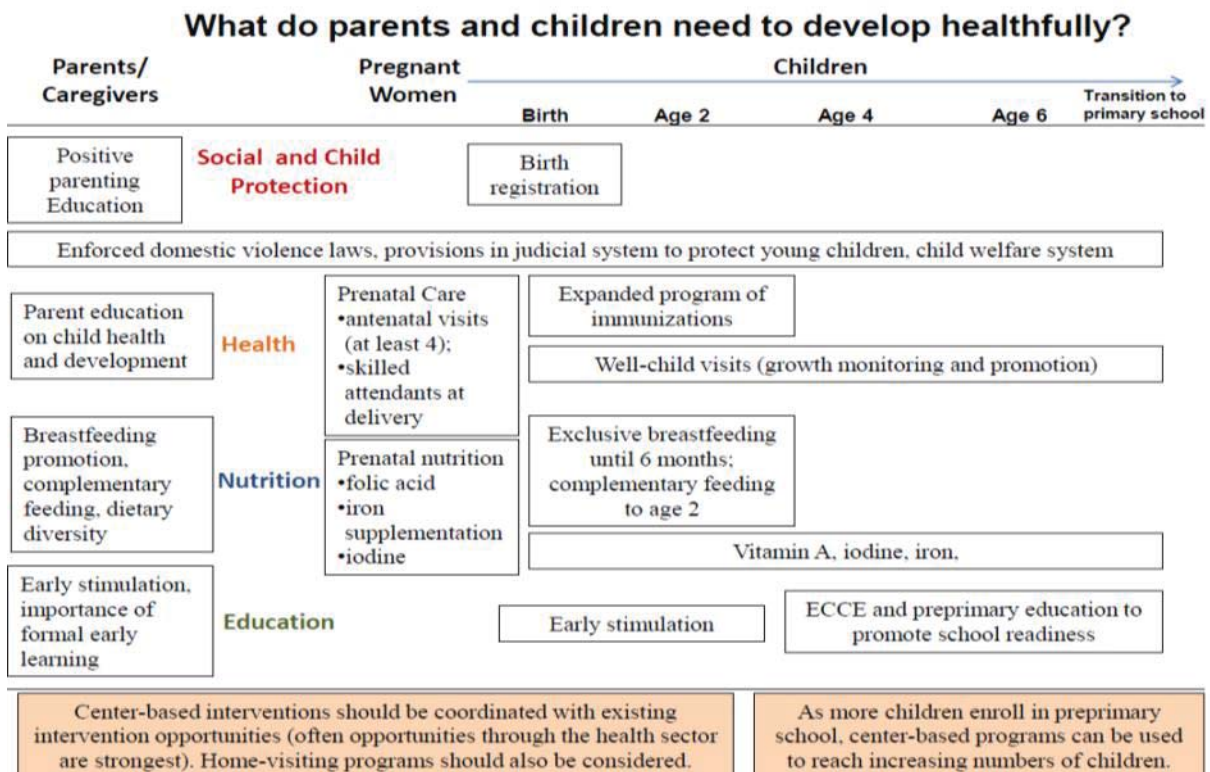 What do parents and children need to develop healthfully?
Parents/
Caregivers
Pregnant
Women
Children
Birth
Age 2
Age 4
Age 6
Transition to
primary school
Positive
parenting
Education
Social and Child
Protection
Birth
registration
Enforced domestic violence laws, provisions in judicial system to protect young children, child welfare system
Parent education
on child health
and development
Health
Prenatal Care
•antenatal visits
(at least 4);
•skilled
attendants at
delivery
Expanded program of
immunizations
Well-child visits (growth monitoring and promotion)
Breastfeeding
promotion,
complementary
feeding, dietary
diversity
Nutrition
Prenatal nutrition
•folic acid
•iron
supplementation
•iodine
Exclusive breastfeeding
until 6 months;
complementary feeding
to age 2
Vitamin A, iodine, iron,
Early stimulation,
importance of
formal early
learning
Education
Early stimulation
ECCE and preprimary education to
promote school readiness
Center-based interventions should be coordinated with existing
intervention opportunities (often opportunities through the health sector
are strongest). Home-visiting programs should also be considered.
As more children enroll in preprimary
school, center-based programs can be used
to reach increasing numbers of children.